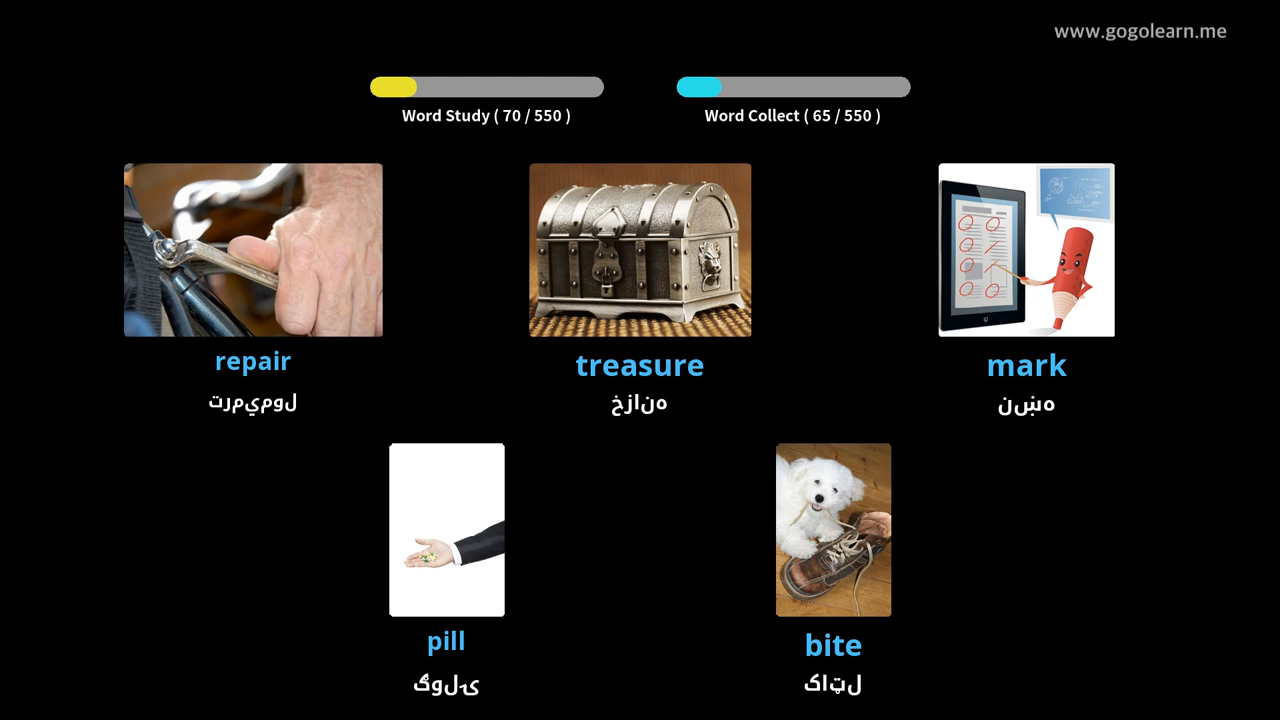 www.gogolearn.me
Word Study ( 70 / 550 )
Word Collect ( 65 / 550 )
repair
ترميمول
treasure
خزانه
mark
نښه
pill
ګولۍ
bite
کاټل